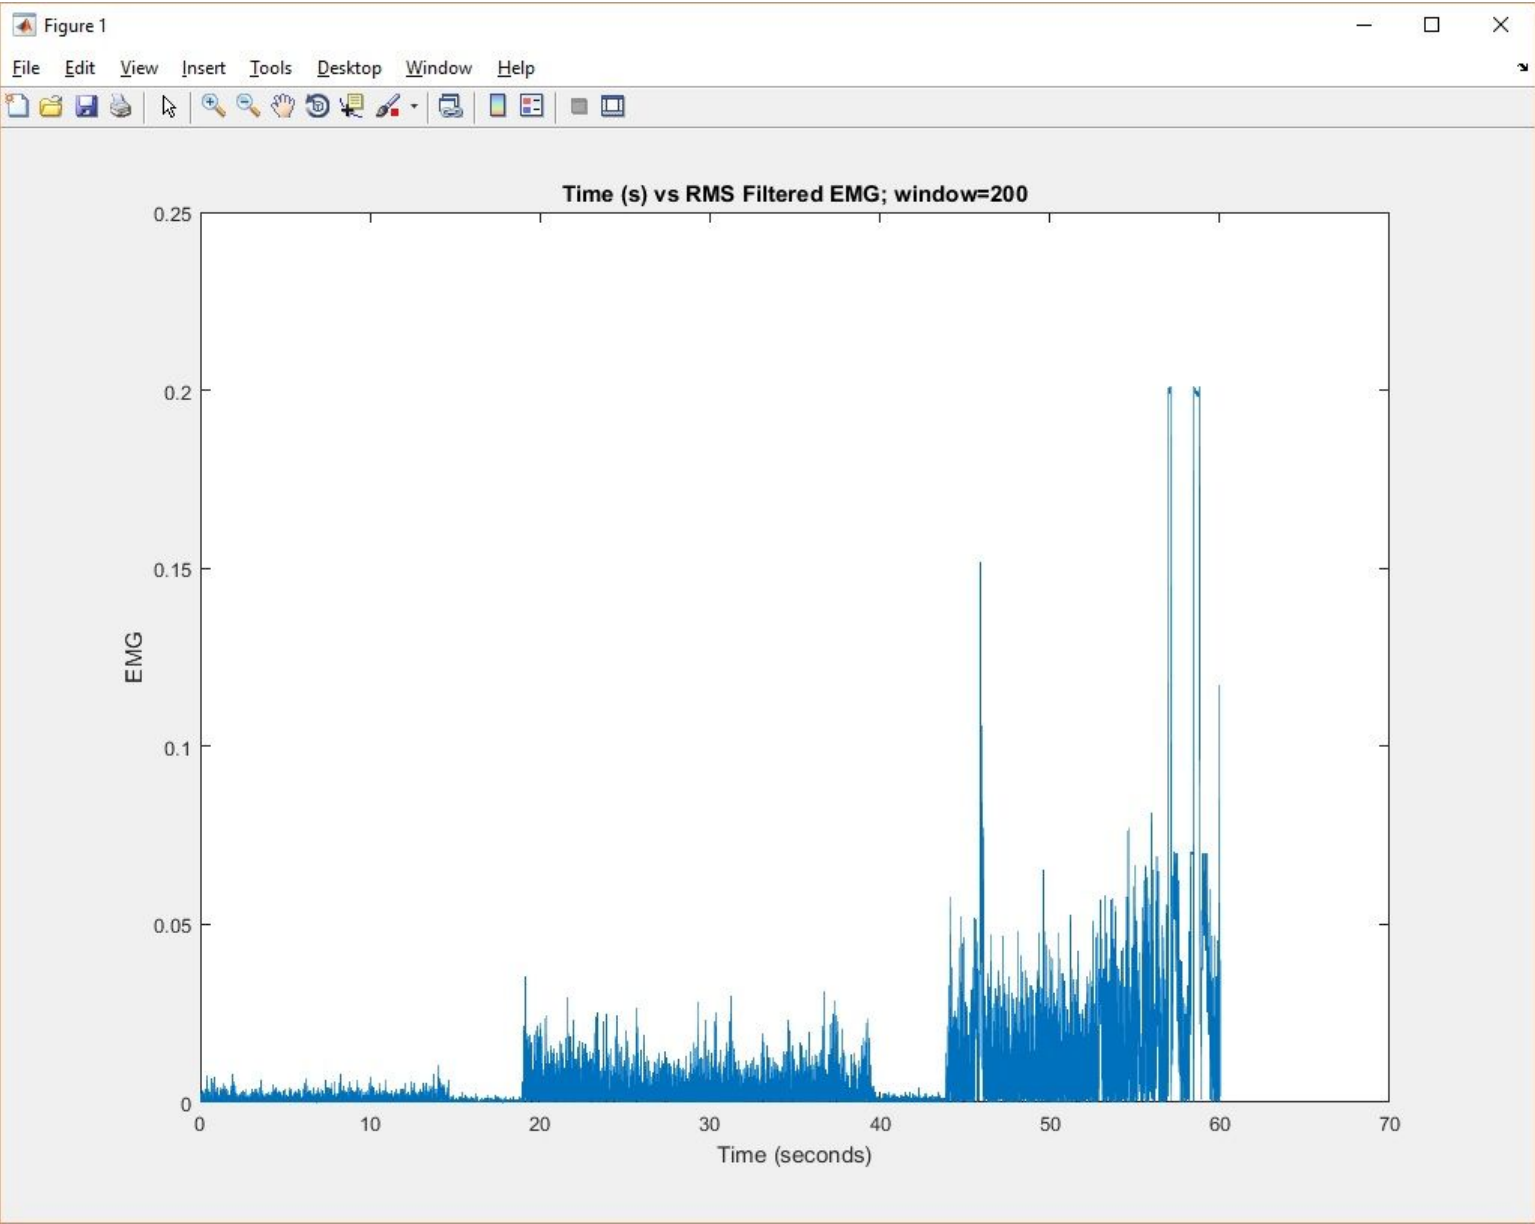 Figure 1
File Edit View Insert Tools Desktop Window Help
Time (s) vs RMS Filtered EMG; window=200
0.25
0.2
0.15
0.1
0.05
0
EMG
0 10 20 30 40 50 60 70
Time (seconds)